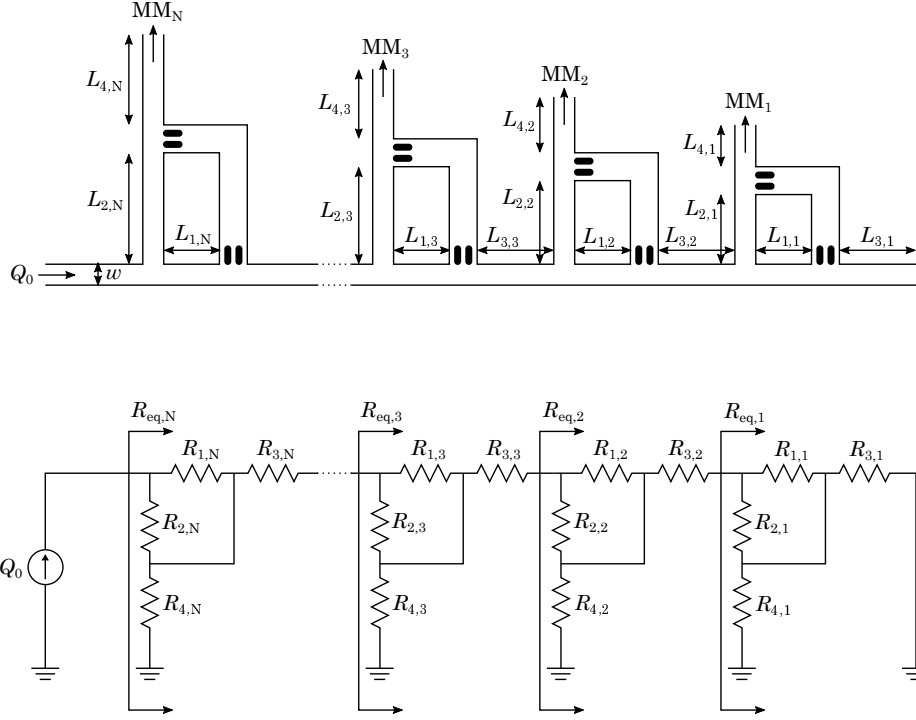 MM_N
MM_3
MM_2
MM_1
L_{4,N}
L_{4,3}
L_{4,2}
L_{4,1}
L_{2,N}
L_{2,3}
L_{2,2}
L_{2,1}
L_{1,N}
L_{1,3}
L_{3,3}
L_{1,2}
L_{3,2}
L_{1,1}
L_{3,1}
Q_0
w
R_{eq,N}
R_{eq,3}
R_{eq,2}
R_{eq,1}
R_{1,N}
R_{3,N}
R_{1,3}
R_{3,3}
R_{1,2}
R_{3,2}
R_{1,1}
R_{3,1}
R_{2,N}
R_{2,3}
R_{2,2}
R_{2,1}
Q_0
R_{4,N}
R_{4,3}
R_{4,2}
R_{4,1}